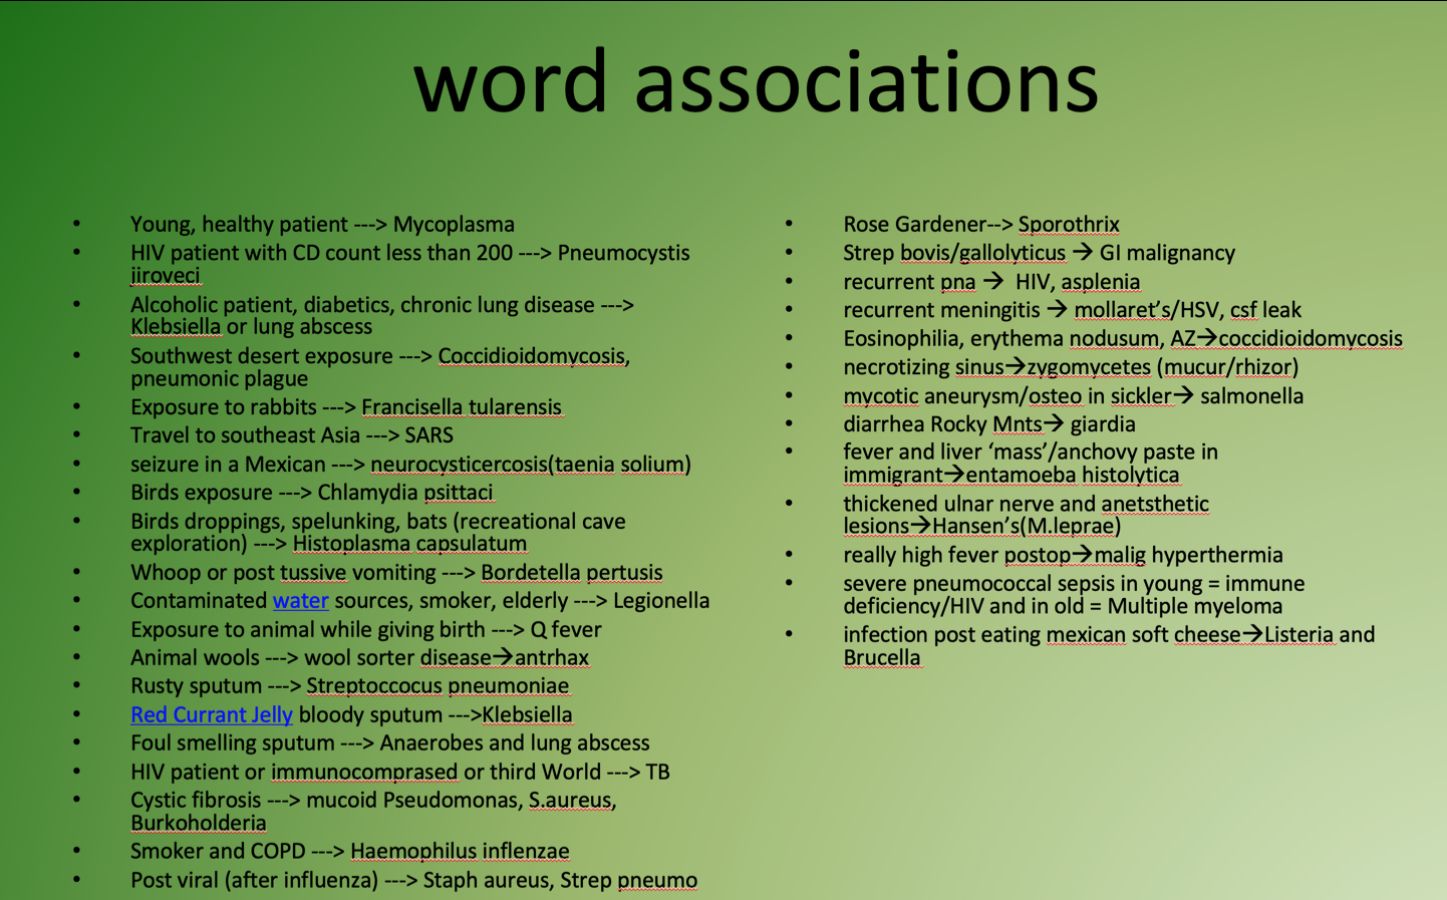 word associations
• Young, healthy patient ---> Mycoplasma
• HIV patient with CD count less than 200 ---> Pneumocystis
jiroveci
• Alcoholic patient, diabetics, chronic lung disease --->
Klebsiella or lung abscess
• Southwest desert exposure ---> Coccidioidomycosis,
pneumonic plague
• Exposure to rabbits ---> Francisella tularensis
• Travel to southeast Asia ---> SARS
• seizure in a Mexican ---> neurocysticercosis(taenia solium)
• Birds exposure ---> Chlamydia psittaci
• Birds droppings, spelunking, bats (recreational cave
exploration) ---> Histoplasma capsulatum
• Whoop or post tussive vomiting ---> Bordetella pertusis
• Contaminated water sources, smoker, elderly ---> Legionella
• Exposure to animal while giving birth ---> Q fever
• Animal wools ---> wool sorter disease→antrhax
• Rusty sputum ---> Streptoccocus pneumoniae
• Red Currant Jelly bloody sputum --->Klebsiella
• Foul smelling sputum ---> Anaerobes and lung abscess
• HIV patient or immunocomprased or third World ---> TB
• Cystic fibrosis ---> mucoid Pseudomonas, S.aureus,
Burkoholderia
• Smoker and COPD ---> Haemophilus inflenzae
• Post viral (after influenza) ---> Staph aureus, Strep pneumo
• Rose Gardener--> Sporothrix
• Strep bovis/gallolyticus → GI malignancy
• recurrent pna → HIV, asplenia
• recurrent meningitis → mollaret’s/HSV, csf leak
• Eosinophilia, erythema nodusum, AZ→coccidioidomycosis
• necrotizing sinus→zygomycetes (mucur/rhizor)
• mycotic aneurysm/osteo in sickler→ salmonella
• diarrhea Rocky Mnts→ giardia
• fever and liver ‘mass’/anchovy paste in
immigrant→entamoeba histolytica
• thickened ulnar nerve and anetsthetic
lesions→Hansen’s(M.leprae)
• really high fever postop→malig hyperthermia
• severe pneumococcal sepsis in young = immune
deficiency/HIV and in old = Multiple myeloma
• infection post eating mexican soft cheese→Listeria and
Brucella